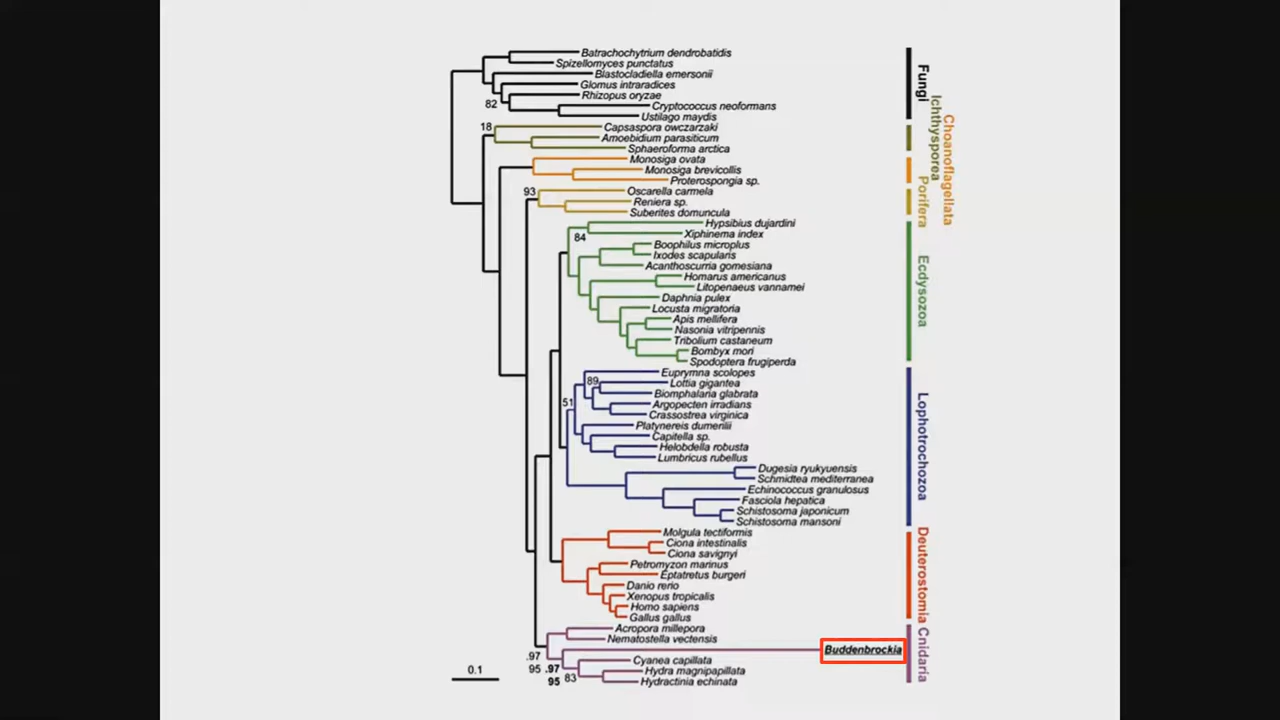 Batrachochytrium dendrobatidis
Spizellomyces punctatus
Blastocladiella emersonii
Glomus intraradices
Rhizopus oryzae
82
Cryptococcus neoformans
Ustilago maydis
Fungi
18
Capsaspora owczarzaki
Amoebidium parasiticum
Sphaeroforma arctica
Ichthysporea
Monosiga ovata
Monosiga brevicollis
Proterospongia sp.
Choanoflagellata
93
Oscarella carmela
Reniera sp.
Suberites domuncula
Porifera
Hypsibius dujardini
84
Xiphinema index
Boophilus microplus
Ixodes scapularis
Acanthoscurria gomesiana
Homarus americanus
Litopenaeus vannamei
Daphnia pulex
Locusta migratoria
Apis mellifera
Nasonia vitripennis
Tribolium castaneum
Bombyx mori
Spodoptera frugiperda
Ecdysozoa
Euprymna scolopes
89
Lottia gigantea
Biomphalaria glabrata
51
Argopecten irradians
Crassostrea virginica
Platynereis dumerilii
Capitella sp.
Helobdella robusta
Lumbricus rubellus
Dugesia ryukyuensis
Schmidtea mediterranea
Echinococcus granulosus
Fasciola hepatica
Schistosoma japonicum
Schistosoma mansoni
Lophotrochozoa
Molgula tectiformis
Ciona intestinalis
Ciona savignyi
Petromyzon marinus
Eptatretus burgeri
Danio rerio
Xenopus tropicalis
Homo sapiens
Gallus gallus
Deuterostomia
Acropora millepora
Nematostella vectensis
Buddenbrockia
.97
95
.97
95
Cyanea capillata
83
Hydra magnipapillata
Hydractinia echinata
Cnidaria
0.1